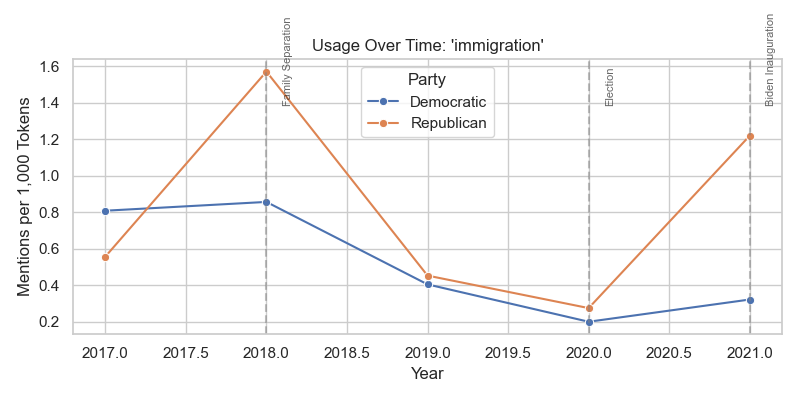 Usage Over Time: 'immigration'
Mentions per 1,000 Tokens
1.6
1.4
1.2
1.0
0.8
0.6
0.4
0.2
Family Separation
Election
Biden Inauguration
Party
Democratic
Republican
2017.0 2017.5 2018.0 2018.5 2019.0 2019.5 2020.0 2020.5 2021.0
Year